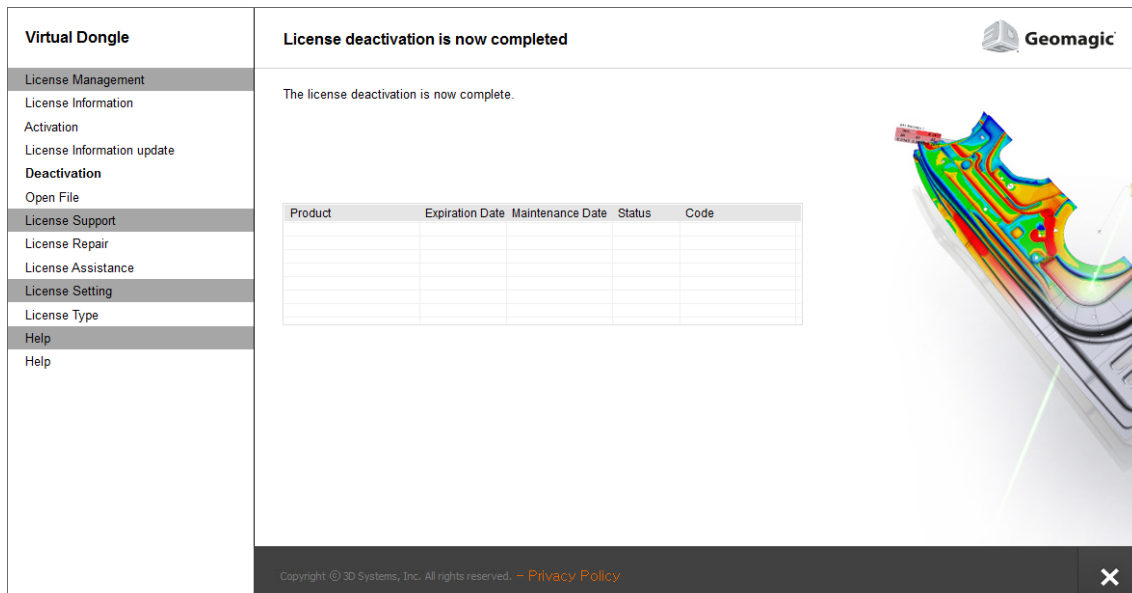 Virtual Dongle
License Management
License Information
Activation
License Information update
Deactivation
Open File
License Support
License Repair
License Assistance
License Setting
License Type
Help
Help
License deactivation is now completed
Geomagic
The license deactivation is now complete.
Product Expiration Date Maintenance Date Status Code
Copyright © 3D Systems, Inc. All rights reserved. – Privacy Policy